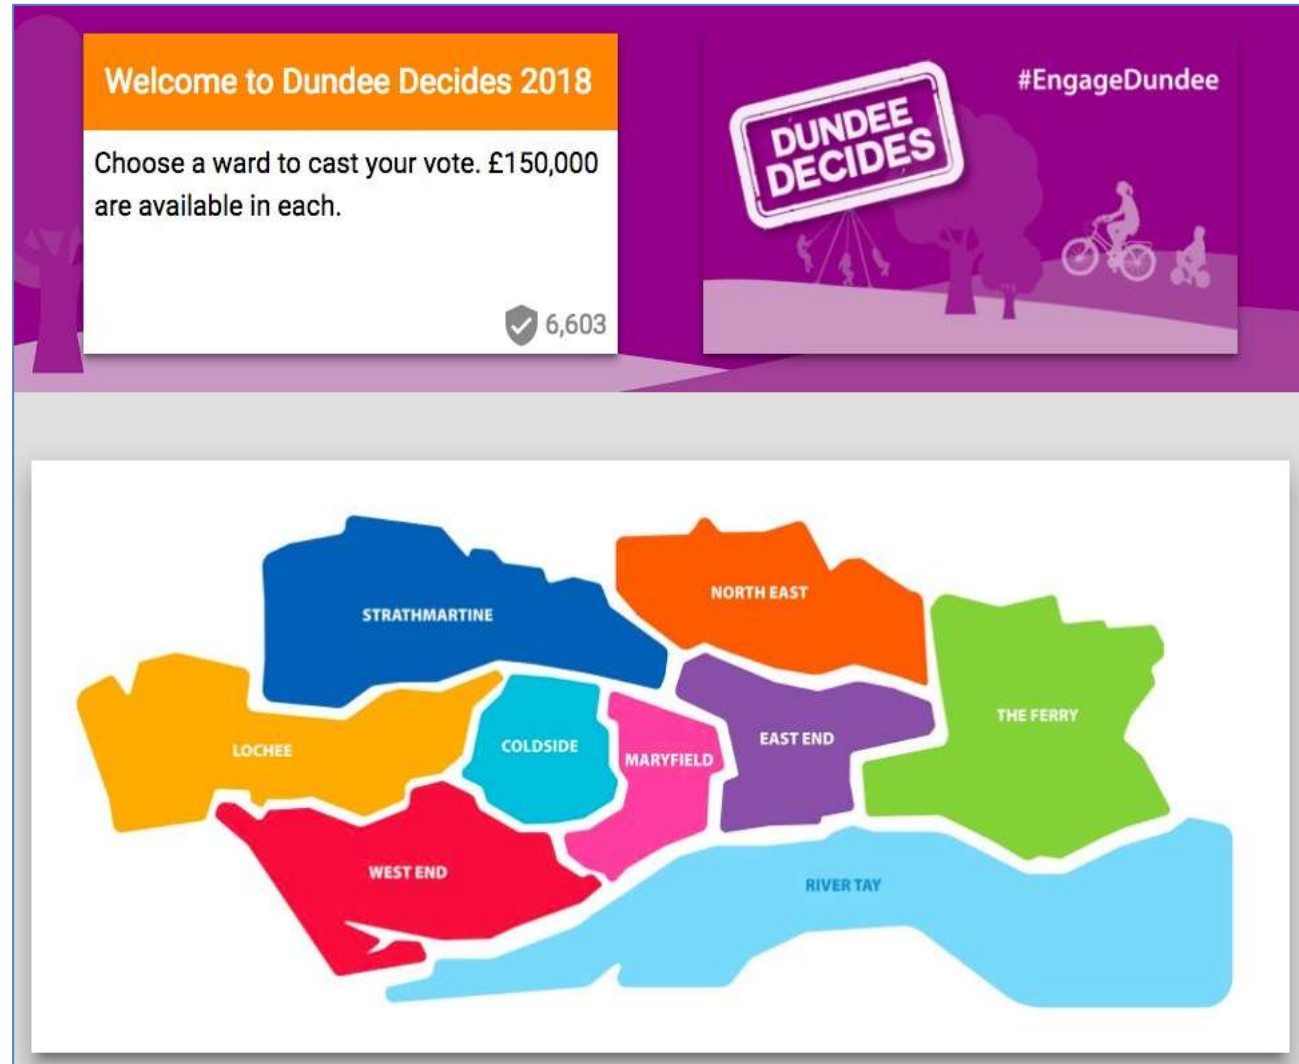 Welcome to Dundee Decides 2018
Choose a ward to cast your vote. £150,000
are available in each.
6,603
#EngageDundee
DUNDEE
DECIDES
STRATHMARTINE
NORTH EAST
THE FERRY
LOCHEE
COLDSIDE
MARYFIELD
EAST END
WEST END
RIVER TAY